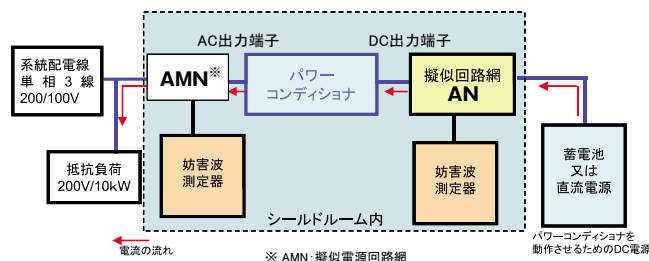 系統配電線
単相3線
200/100V
抵抗負荷
200V/10kW
電流の流れ
AC出力端子
DC出力端子
AMN※
パワー
コンディショナ
擬似回路網
AN
妨害波
測定器
妨害波
測定器
シールドルーム内
蓄電池
又は
直流電源
パワーコンディショナを
動作させるためのDC電源
※ AMN:擬似電源回路網